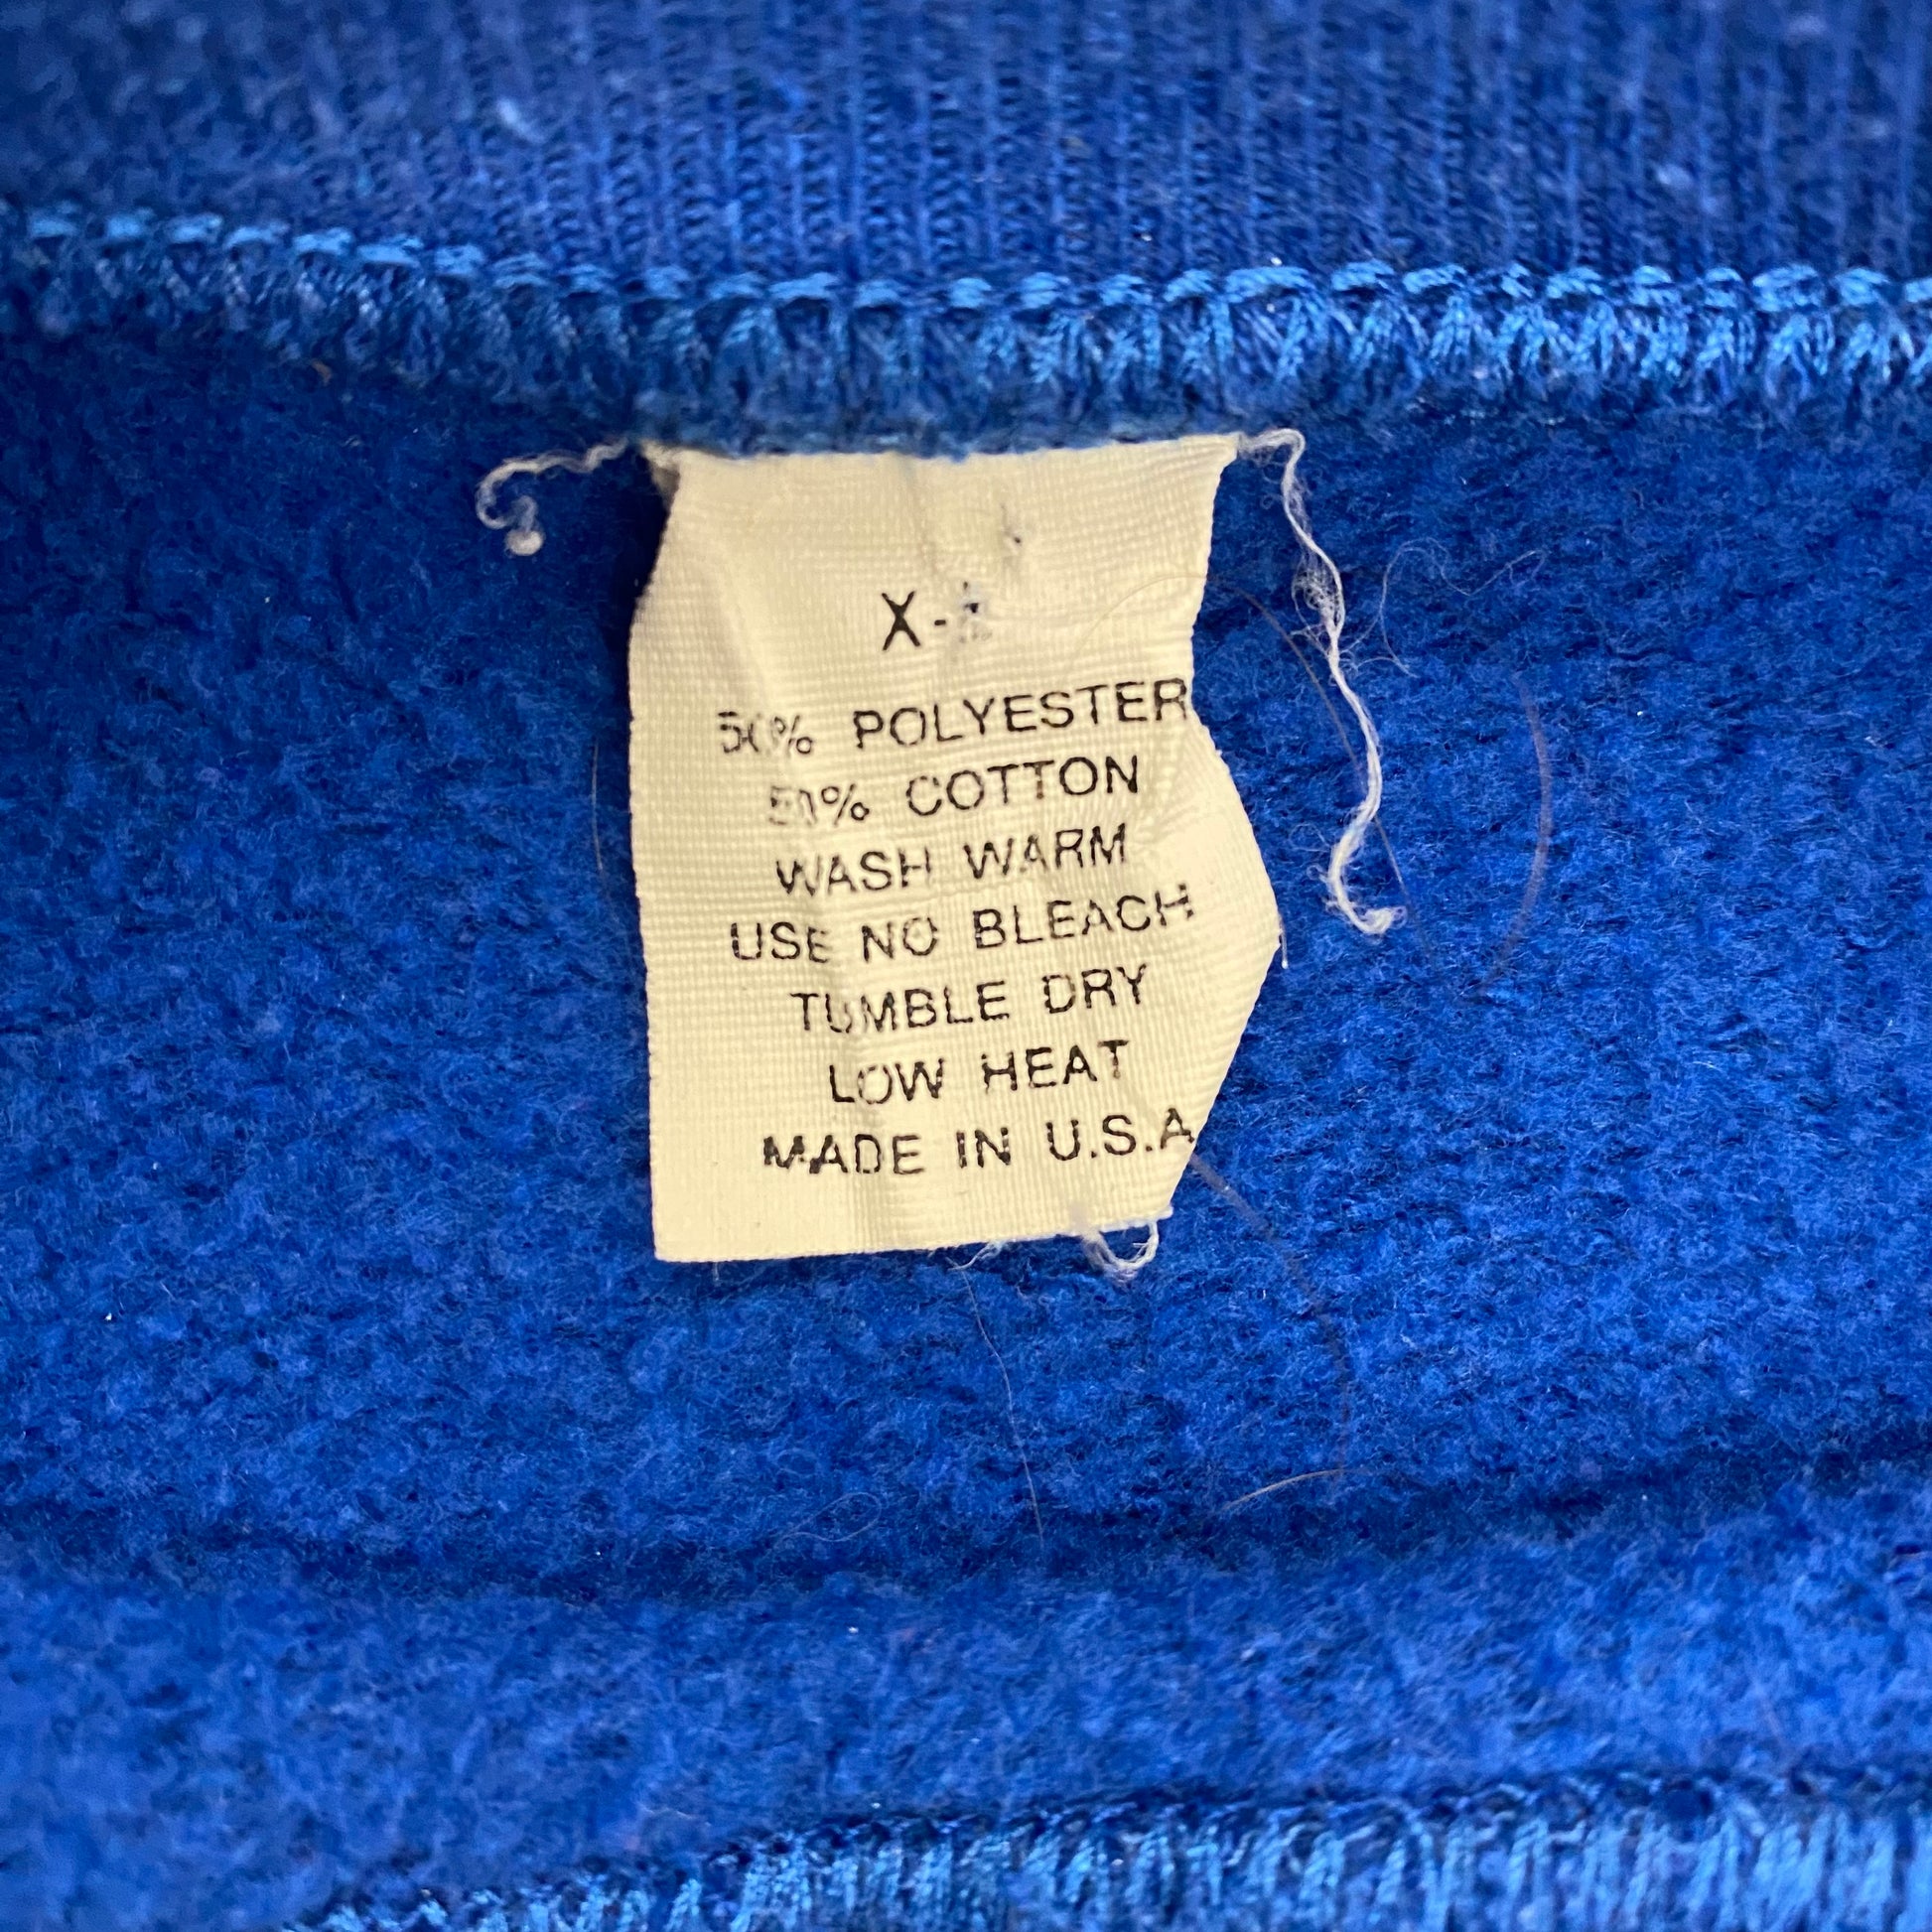 X-
50% POLYESTER
50% COTTON
WASH WARM
USE NO BLEACH
TUMBLE DRY
LOW HEAT
MADE IN U.S.A